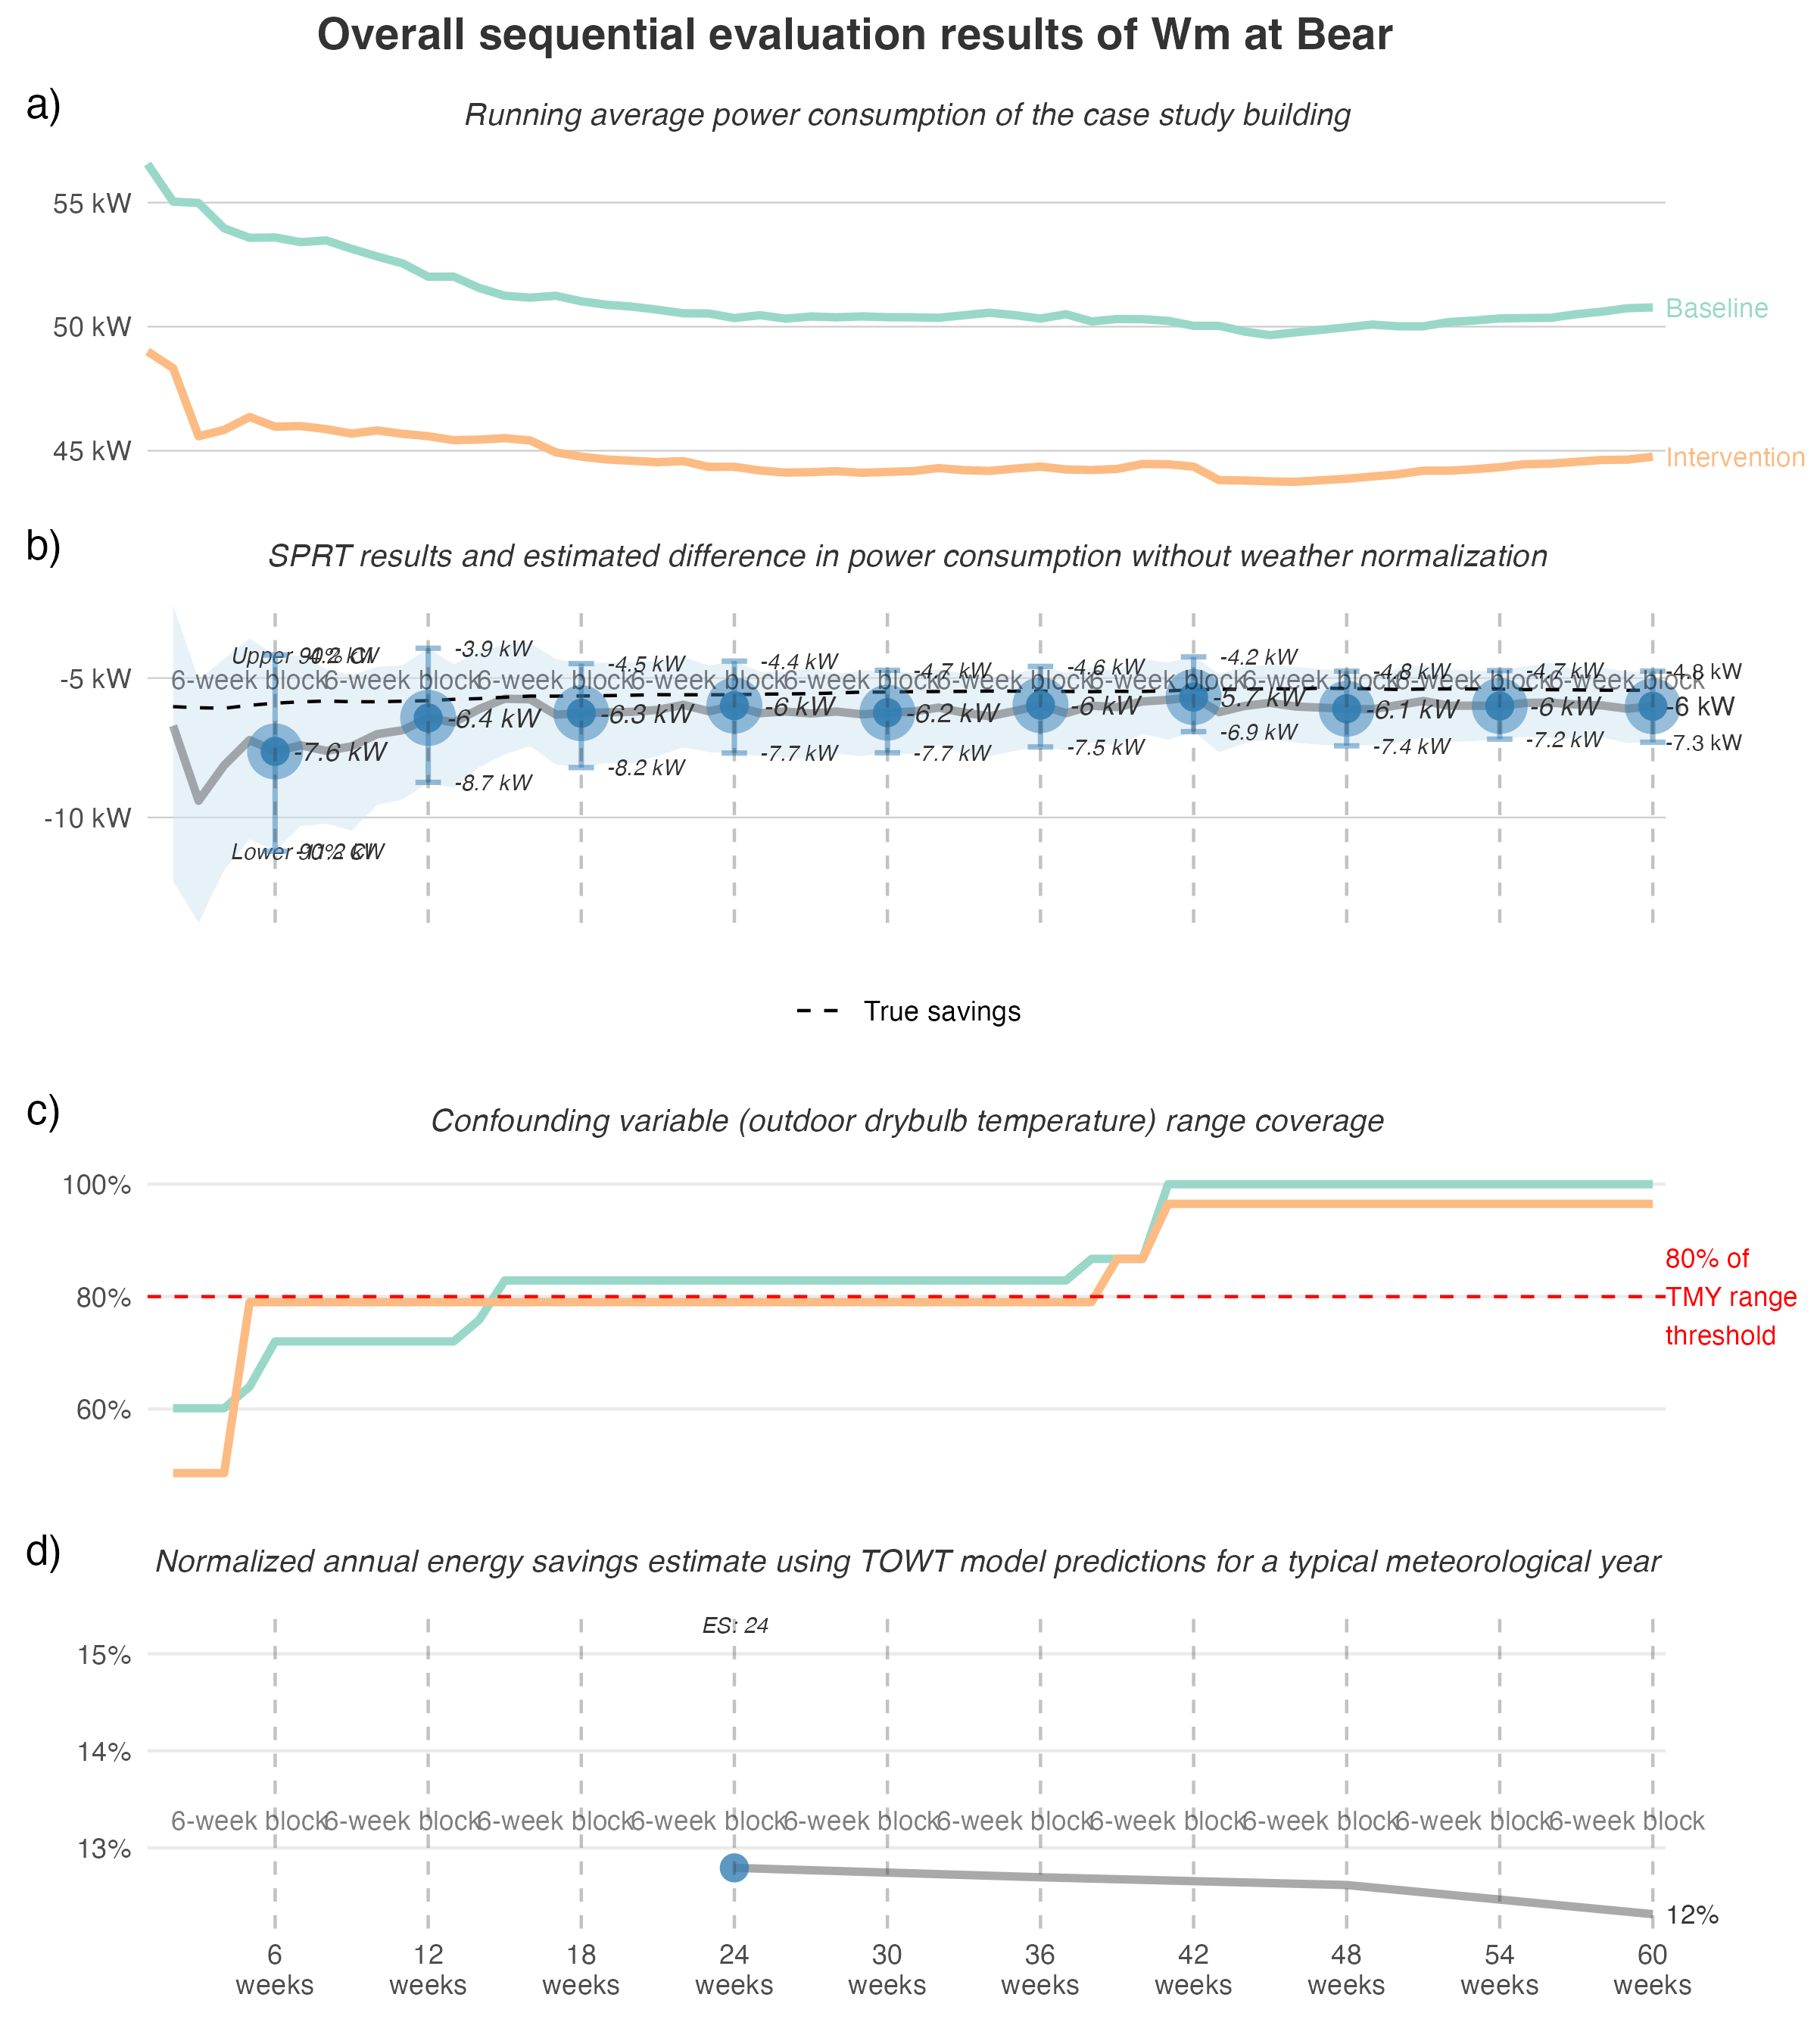 Overall sequential evaluation results of Wm at Bear
a)
Running average power consumption of the case study building
55 kW
50 kW
45 kW
Baseline
Intervention
b)
SPRT results and estimated difference in power consumption without weather normalization
Upper 90% CI -4.2 kW -3.9 kW -4.5 kW -4.4 kW -4.7 kW -4.6 kW -4.2 kW -4.8 kW -4.7 kW -4.8 kW
-5 kW
6-week block 6-week block 6-week block 6-week block 6-week block 6-week block 6-week block 6-week block 6-week block 6-week block
-7.6 kW -6.4 kW -6.3 kW -6 kW -6.2 kW -6 kW -5.7 kW -6.1 kW -6 kW -6 kW
-8.7 kW -8.2 kW -7.7 kW -7.7 kW -7.5 kW -6.9 kW -7.4 kW -7.2 kW -7.3 kW
-10 kW
Lower 90% CI -11.2 kW
True savings
c)
Confounding variable (outdoor drybulb temperature) range coverage
100%
80%
60%
80% of
TMY range
threshold
d)
Normalized annual energy savings estimate using TOWT model predictions for a typical meteorological year
ES: 24
15%
14%
6-week block 6-week block 6-week block 6-week block 6-week block 6-week block 6-week block 6-week block 6-week block 6-week block
13%
12%
6 12 18 24 30 36 42 48 54 60
weeks weeks weeks weeks weeks weeks weeks weeks weeks weeks